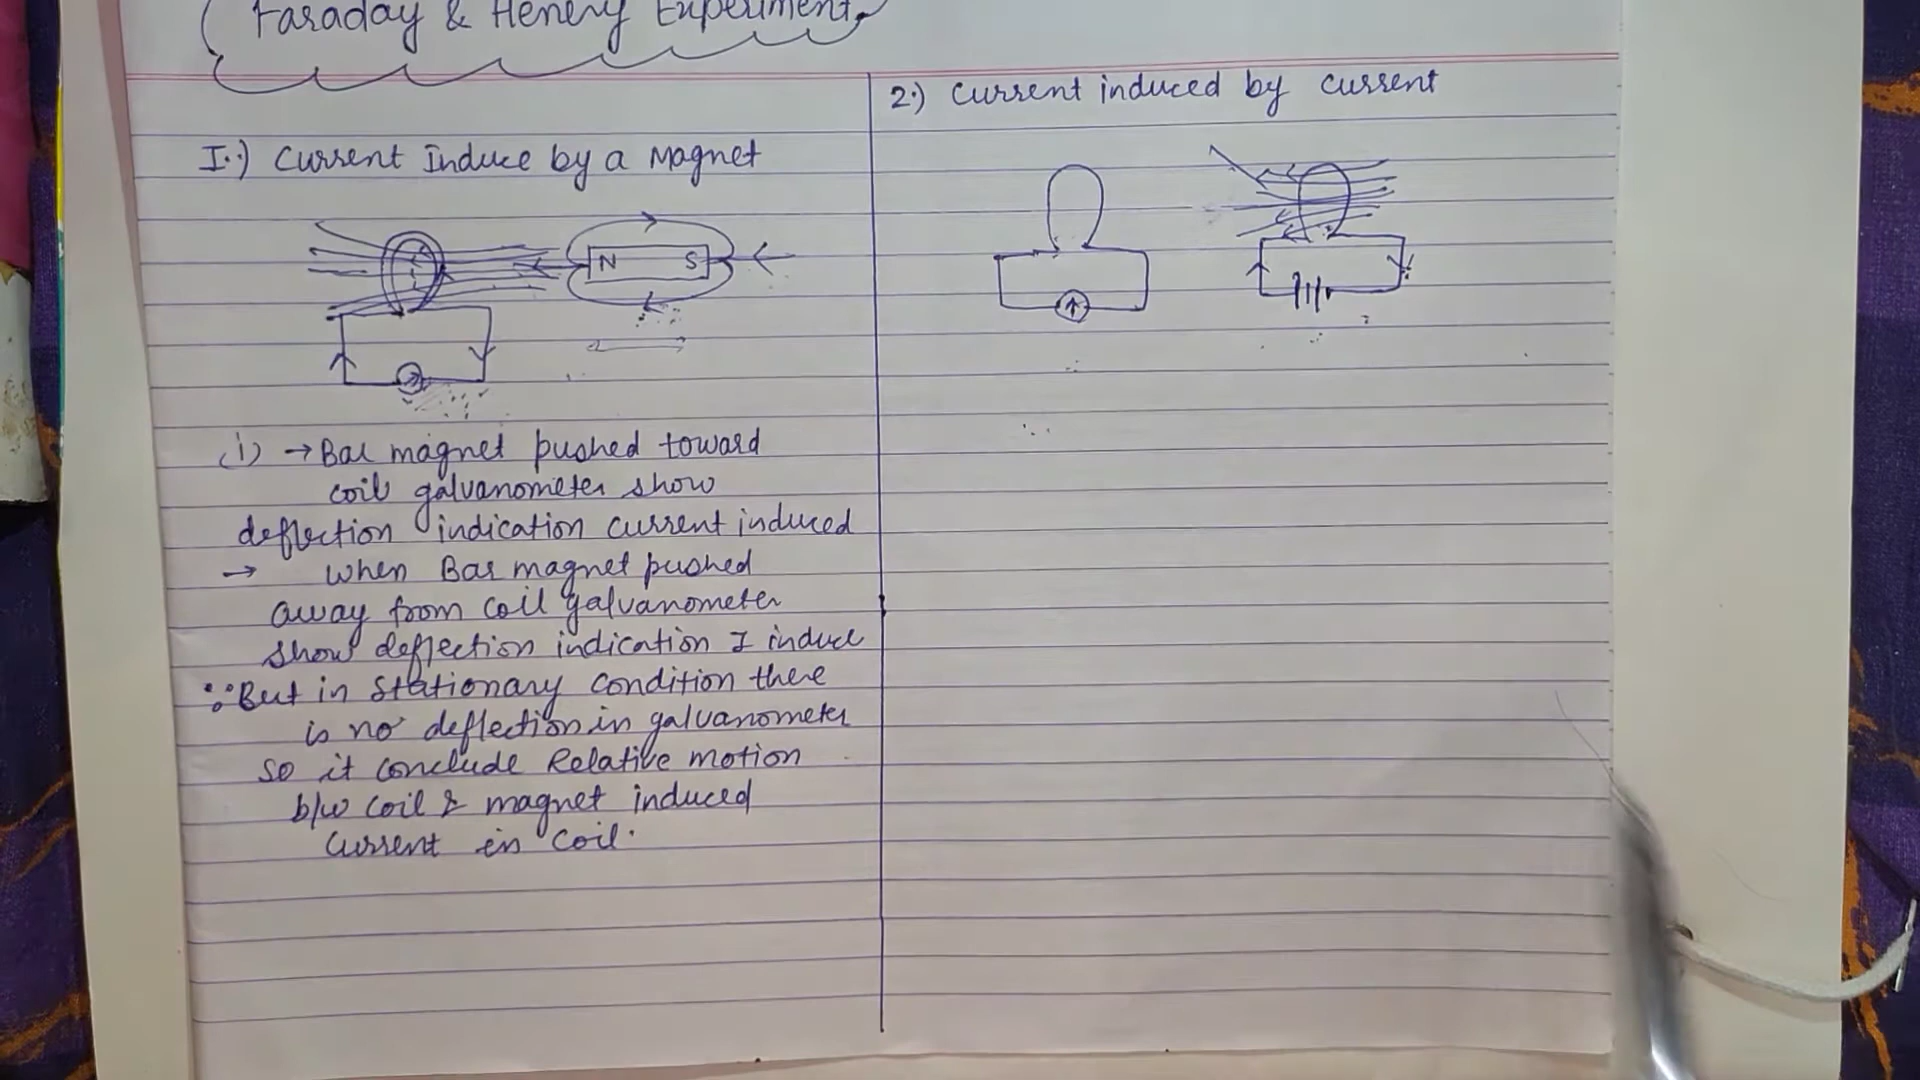 Faraday & Henery Experiment
I.) Current Induce by a Magnet
N S
(i) → Bar magnet pushed toward
coil galvanometer show
deflection indication current induced
→ when Bar magnet pushed
away from coil galvanometer
show deflection indication I induce
But in stationary condition there
is no deflection in galvanometer
so it conclude Relative motion
b/w coil & magnet induced
current in coil.
2.) current induced by current